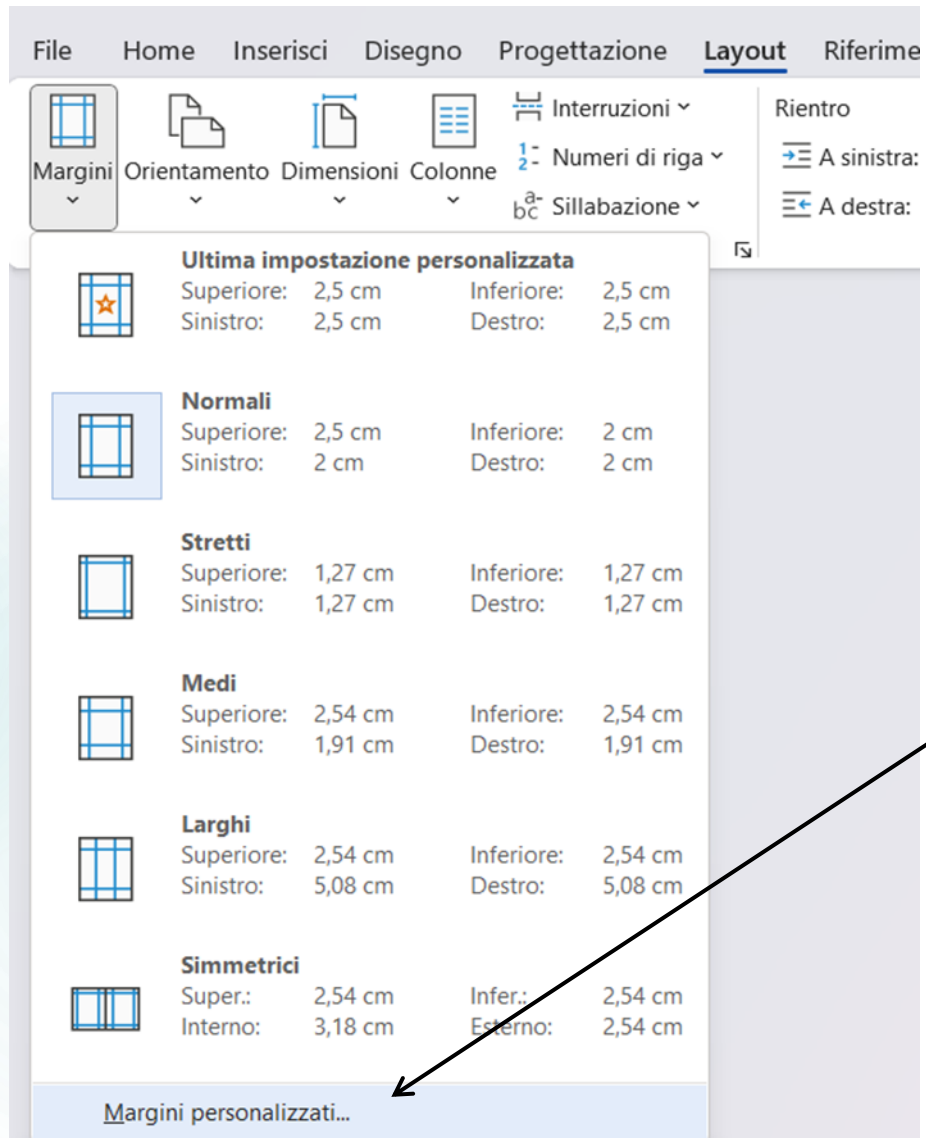 File Home Inserisci Disegno Progettazione Layout Riferime
Margini Orientamento Dimensioni Colonne
Interruzioni
Numeri di riga
Sillabazione
Rientro
A sinistra:
A destra:
Ultima impostazione personalizzata
Superiore: 2,5 cm Inferiore: 2,5 cm
Sinistro: 2,5 cm Destro: 2,5 cm
Normali
Superiore: 2,5 cm Inferiore: 2 cm
Sinistro: 2 cm Destro: 2 cm
Stretti
Superiore: 1,27 cm Inferiore: 1,27 cm
Sinistro: 1,27 cm Destro: 1,27 cm
Medi
Superiore: 2,54 cm Inferiore: 2,54 cm
Sinistro: 1,91 cm Destro: 1,91 cm
Larghi
Superiore: 2,54 cm Inferiore: 2,54 cm
Sinistro: 5,08 cm Destro: 5,08 cm
Simmetrici
Super.: 2,54 cm Infer.: 2,54 cm
Interno: 3,18 cm Esterno: 2,54 cm
Margini personalizzati...